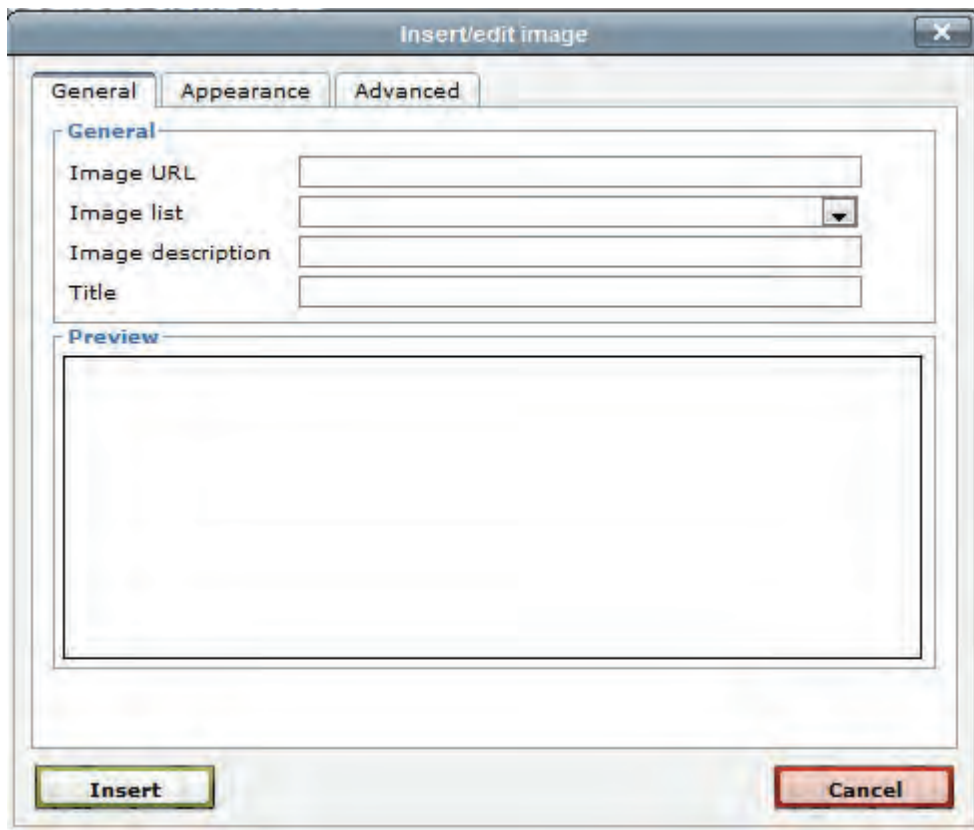 Insert/edit image
General Appearance Advanced
General
Image URL
Image list
Image description
Title
Preview
Insert Cancel